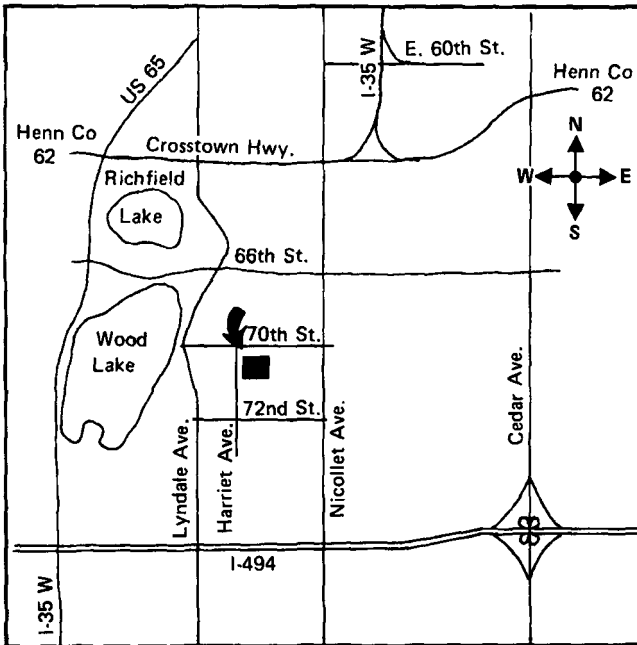 US 65
I-35 W
E. 60th St.
Henn Co
62
Henn Co
62
Crosstown Hwy.
N
W
E
S
Richfield
Lake
66th St.
Wood
Lake
70th St.
72nd St.
Lyndale Ave.
Harriet Ave.
Nicollet Ave.
Cedar Ave.
I-494
I-35 W